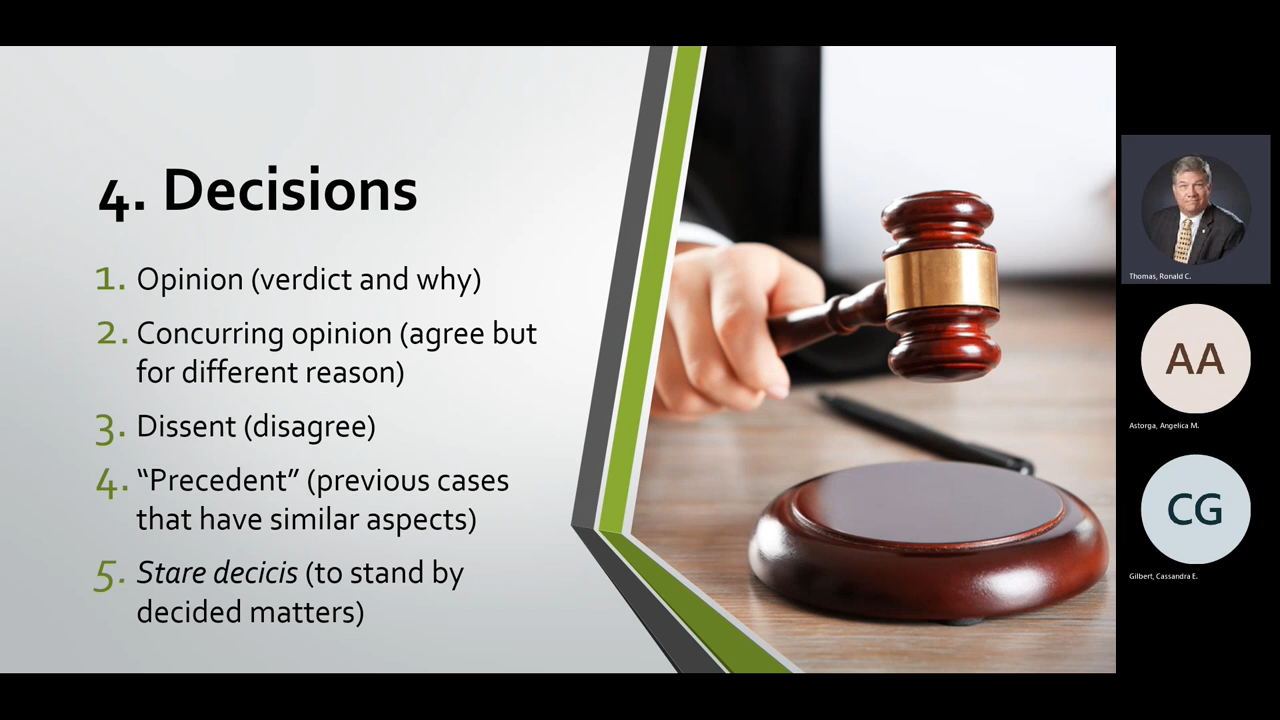 4. Decisions
1. Opinion (verdict and why)
2. Concurring opinion (agree but
for different reason)
3. Dissent (disagree)
4. “Precedent” (previous cases
that have similar aspects)
5. Stare decicis (to stand by
decided matters)
Thomas, Ronald C.
AA
Astorga, Angelica M.
CG
Gilbert, Cassandra E.